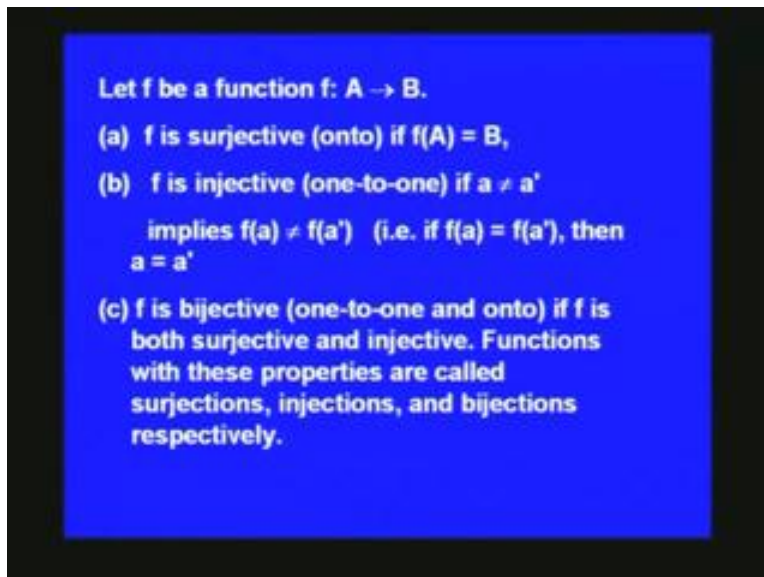 Let f be a function f: A → B.
(a) f is surjective (onto) if f(A) = B,
(b) f is injective (one-to-one) if a ≠ a'
implies f(a) ≠ f(a') (i.e. if f(a) = f(a'), then
a = a'
(c) f is bijective (one-to-one and onto) if f is
both surjective and injective. Functions
with these properties are called
surjections, injections, and bijections
respectively.